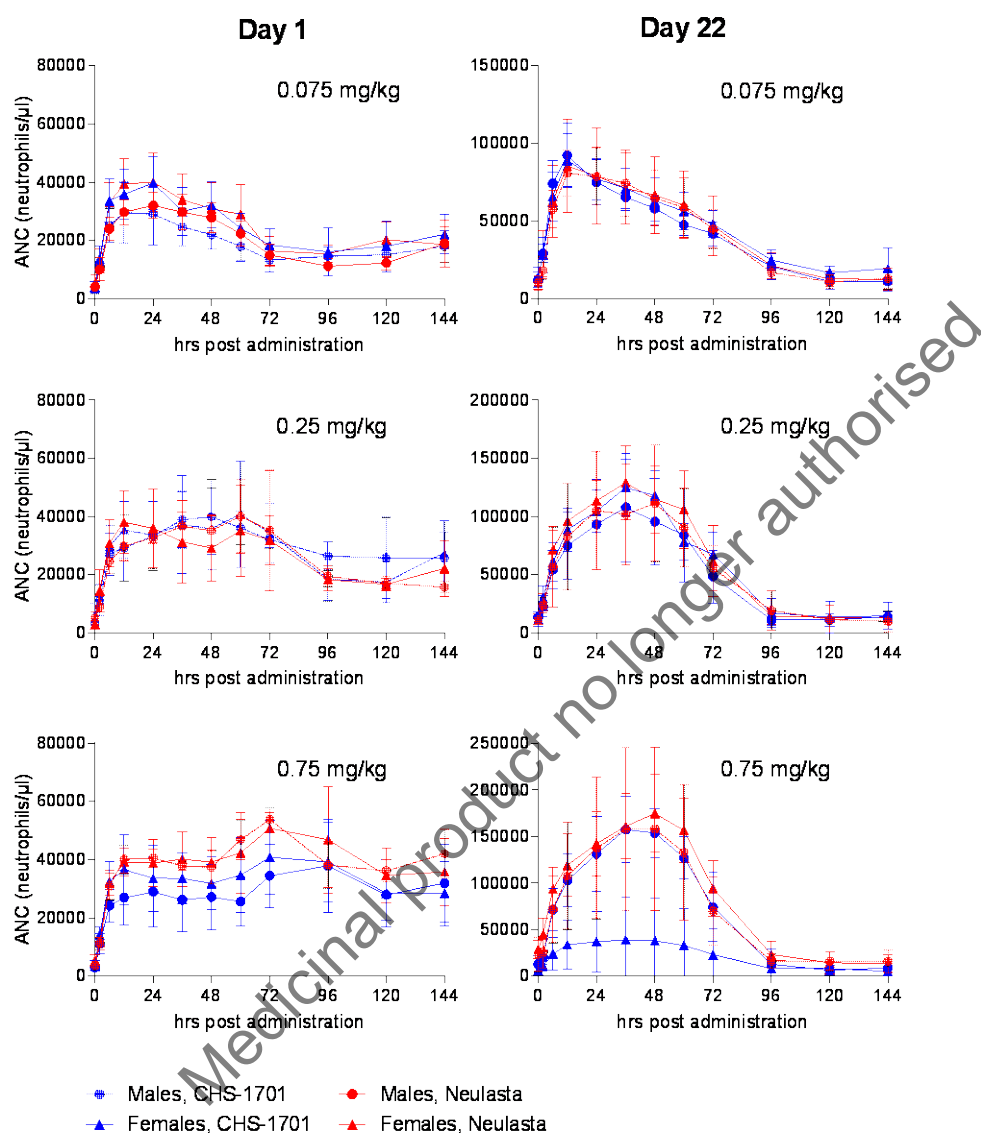 Day 1
Day 22
ANC (neutrophils/µl)
80000
60000
40000
20000
0
0.075 mg/kg
0 24 48 72 96 120 144
hrs post administration
150000
100000
50000
0
0.075 mg/kg
0 24 48 72 96 120 144
hrs post administration
ANC (neutrophils/µl)
80000
60000
40000
20000
0
0.25 mg/kg
0 24 48 72 96 120 144
hrs post administration
200000
150000
100000
50000
0
0.25 mg/kg
0 24 48 72 96 120 144
hrs post administration
ANC (neutrophils/µl)
80000
60000
40000
20000
0
0.75 mg/kg
0 24 48 72 96 120 144
hrs post administration
250000
200000
150000
100000
50000
0
0.75 mg/kg
0 24 48 72 96 120 144
hrs post administration
Males, CHS-1701
Males, Neulasta
Females, CHS-1701
Females, Neulasta
Medicinal product no longer authorised